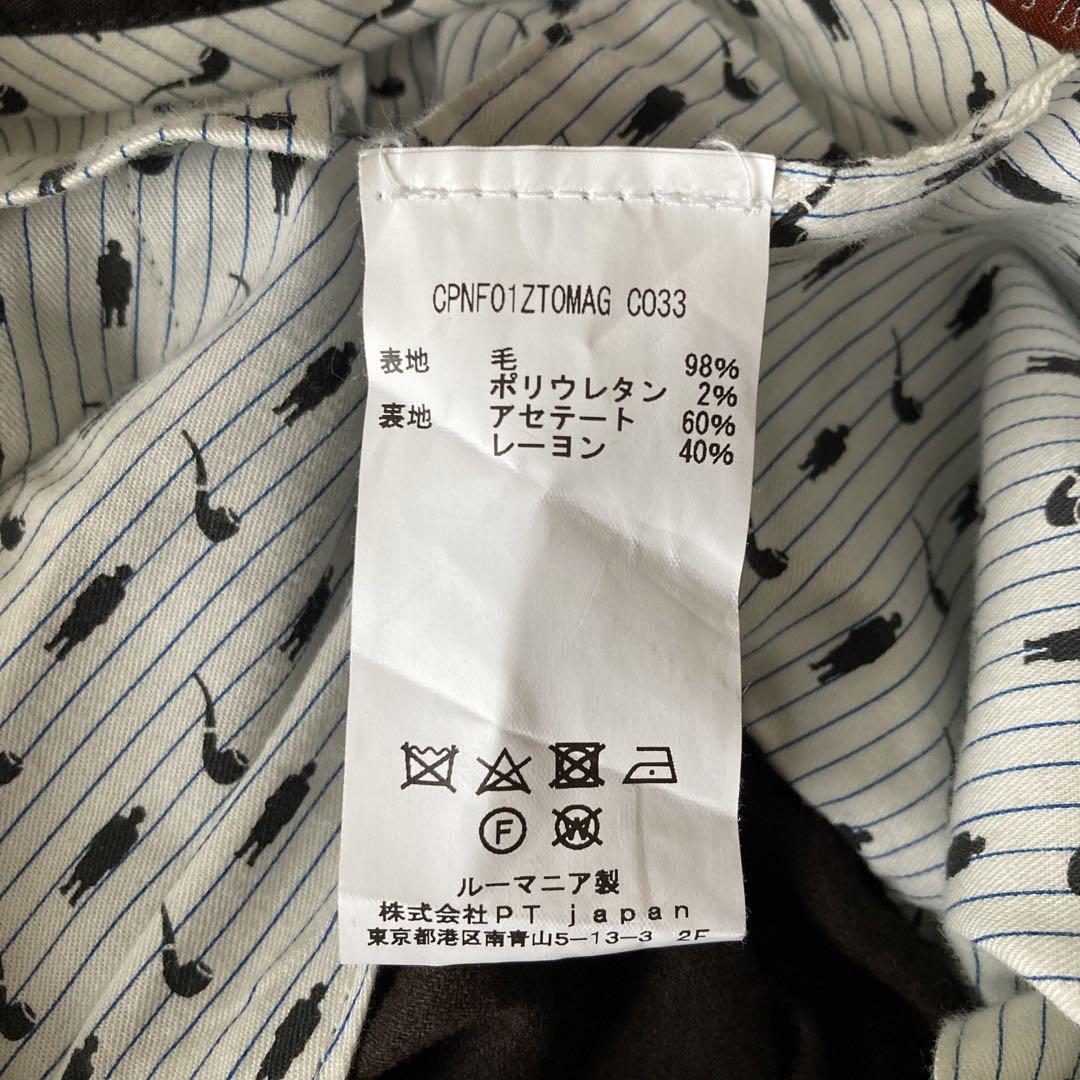 CPNF01ZT0MAG C033
表地 毛 98%
ポリウレタン 2%
裏地 アセテート 60%
レーヨン 40%
F
W
ルーマニア製
株式会社PT japan
東京都港区南青山5-13-3 2F